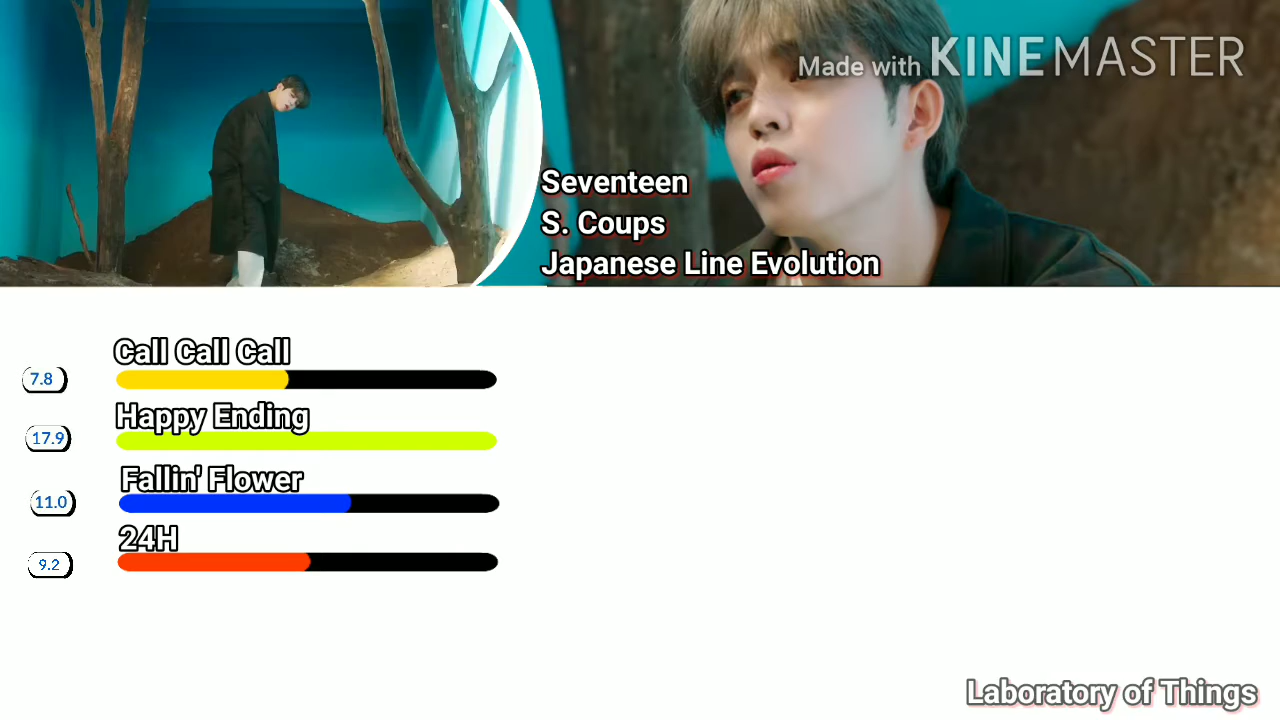 Made with KINEMASTER
Seventeen
S. Coups
Japanese Line Evolution
Call Call Call
7.8
Happy Ending
17.9
Fallin' Flower
11.0
24H
9.2
Laboratory of Things